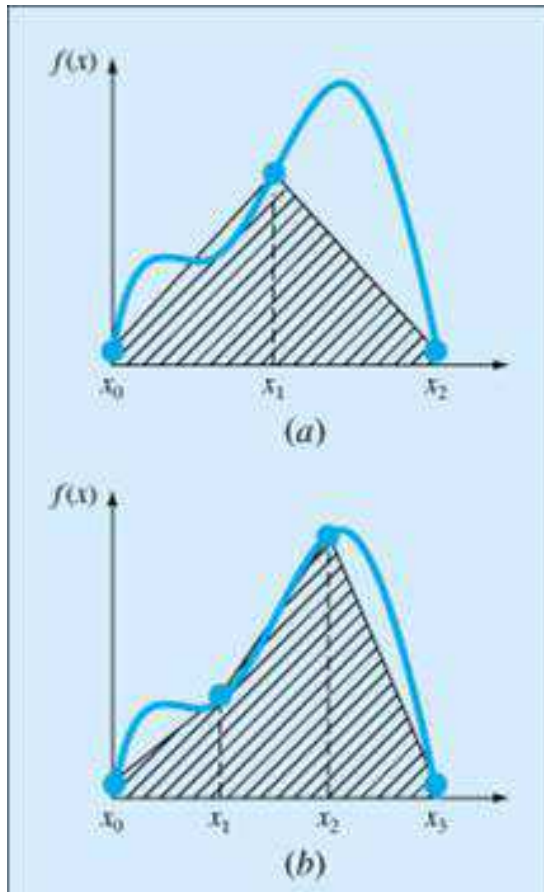 f(x)
x₀ x₁ x₂
(a)
f(x)
x₀ x₁ x₂ x₃
(b)